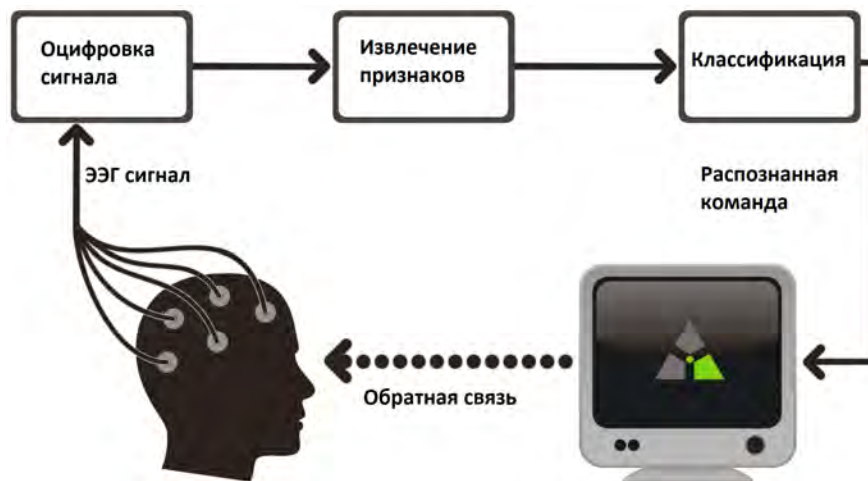 Оцифровка
сигнала
Извлечение
признаков
Классификация
ЭЭГ сигнал
Распознанная
команда
Обратная связь